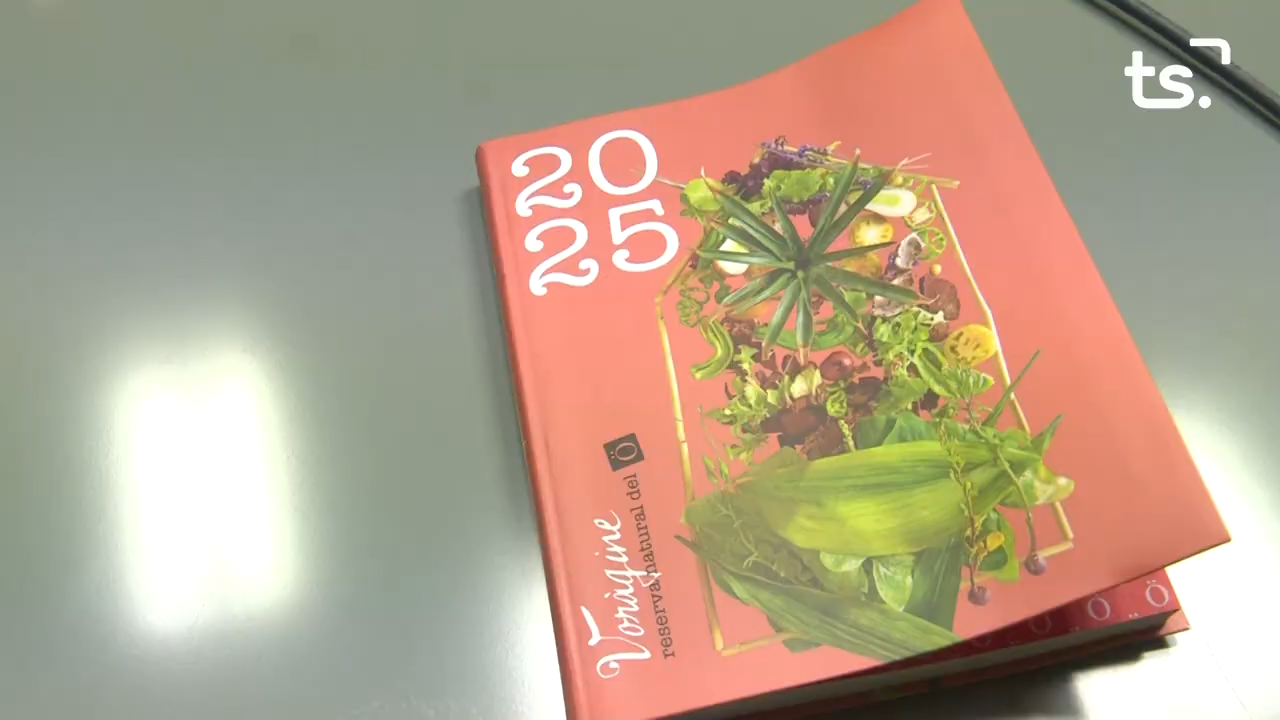 ts.
20
25
Voràgine
reserva natural del Ö
Ö Ö Ö